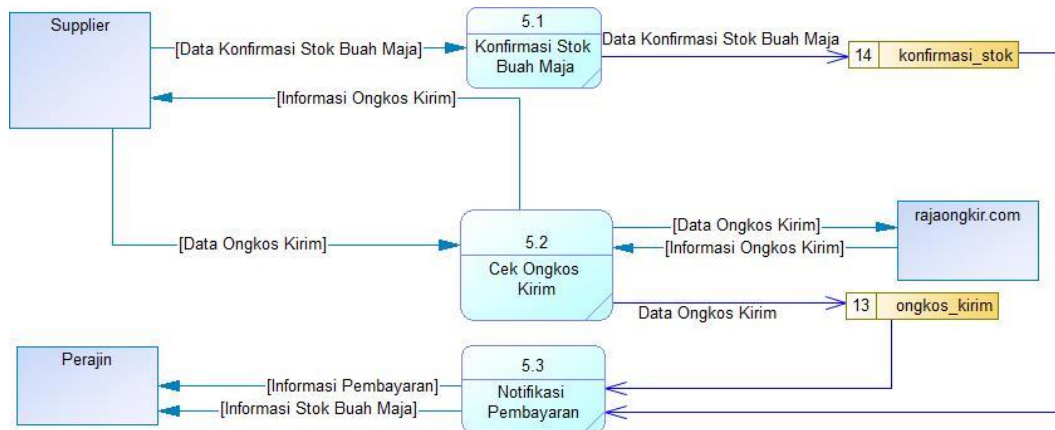 Supplier
5.1
Konfirmasi Stok
Buah Maja
[Data Konfirmasi Stok Buah Maja]
Data Konfirmasi Stok Buah Maja
14 konfirmasi_stok
[Informasi Ongkos Kirim]
[Data Ongkos Kirim]
5.2
Cek Ongkos
Kirim
[Data Ongkos Kirim]
[Informasi Ongkos Kirim]
rajaongkir.com
Data Ongkos Kirim
13 ongkos_kirim
Perajin
[Informasi Pembayaran]
[Informasi Stok Buah Maja]
5.3
Notifikasi
Pembayaran